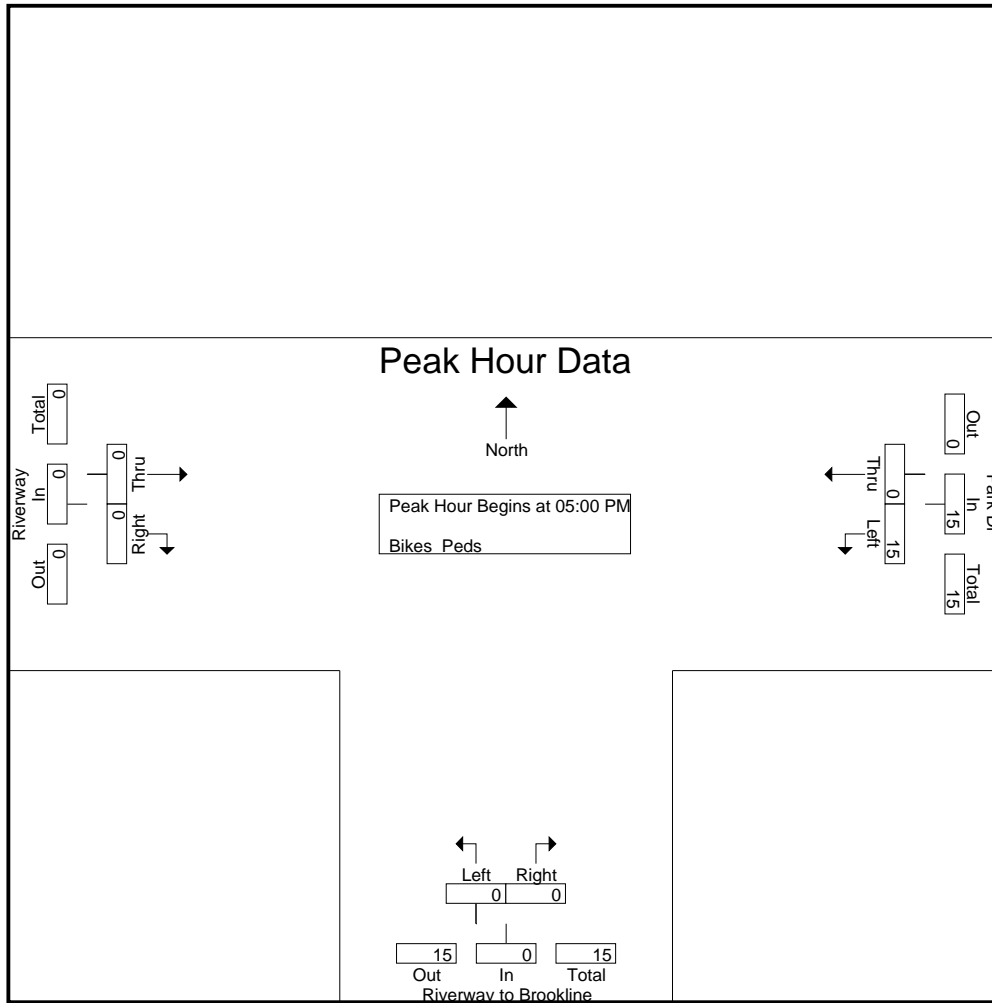 Peak Hour Data
North
Peak Hour Begins at 05:00 PM
Bikes Peds
Riverway
Out
In
Total
0
0
0
Right
Thru
0
0
Out
In
Total
0
15
15
Thru
Left
0
15
Left Right
0 0
15 0 15
Out In Total
Riverway to Brookline